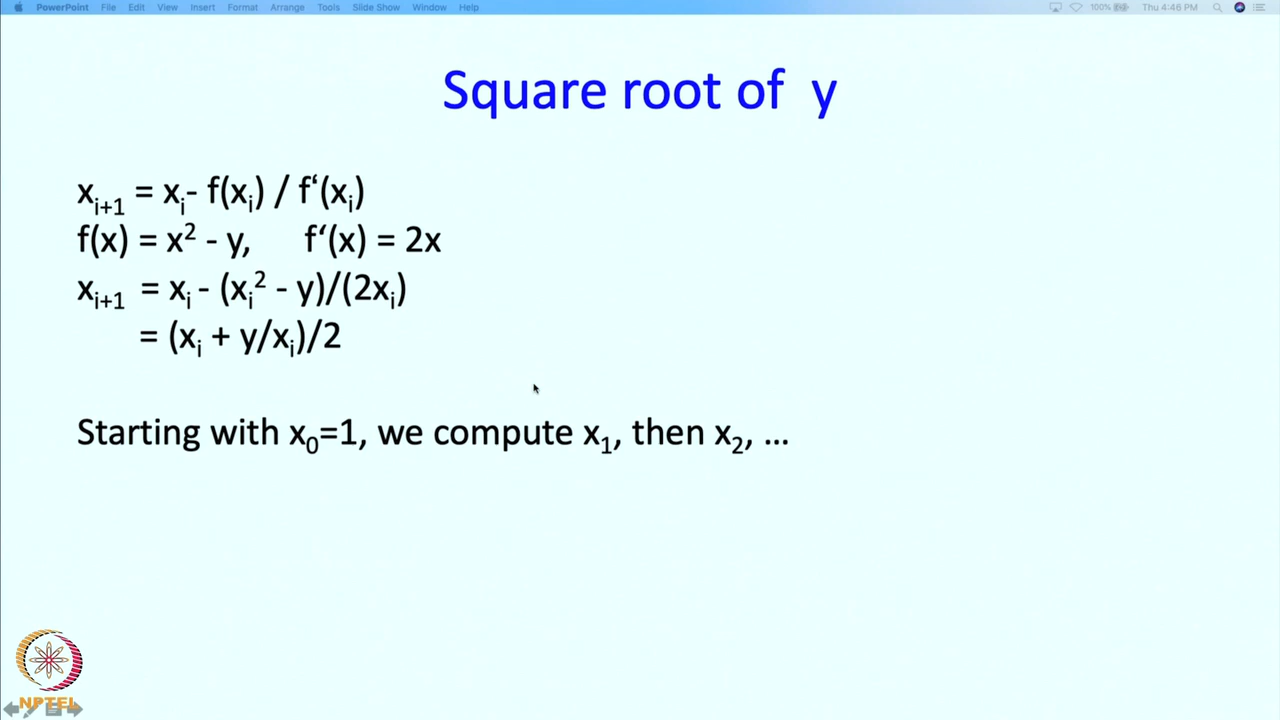 PowerPoint File Edit View Insert Format Arrange Tools Slide Show Window Help 100% Thu 4:46 PM
Square root of y
xᵢ₊₁ = xᵢ- f(xᵢ) / f‘(xᵢ)
f(x) = x² - y, f‘(x) = 2x
xᵢ₊₁ = xᵢ - (xᵢ² - y)/(2xᵢ)
= (xᵢ + y/xᵢ)/2
Starting with x₀=1, we compute x₁, then x₂, ...
NPTEL